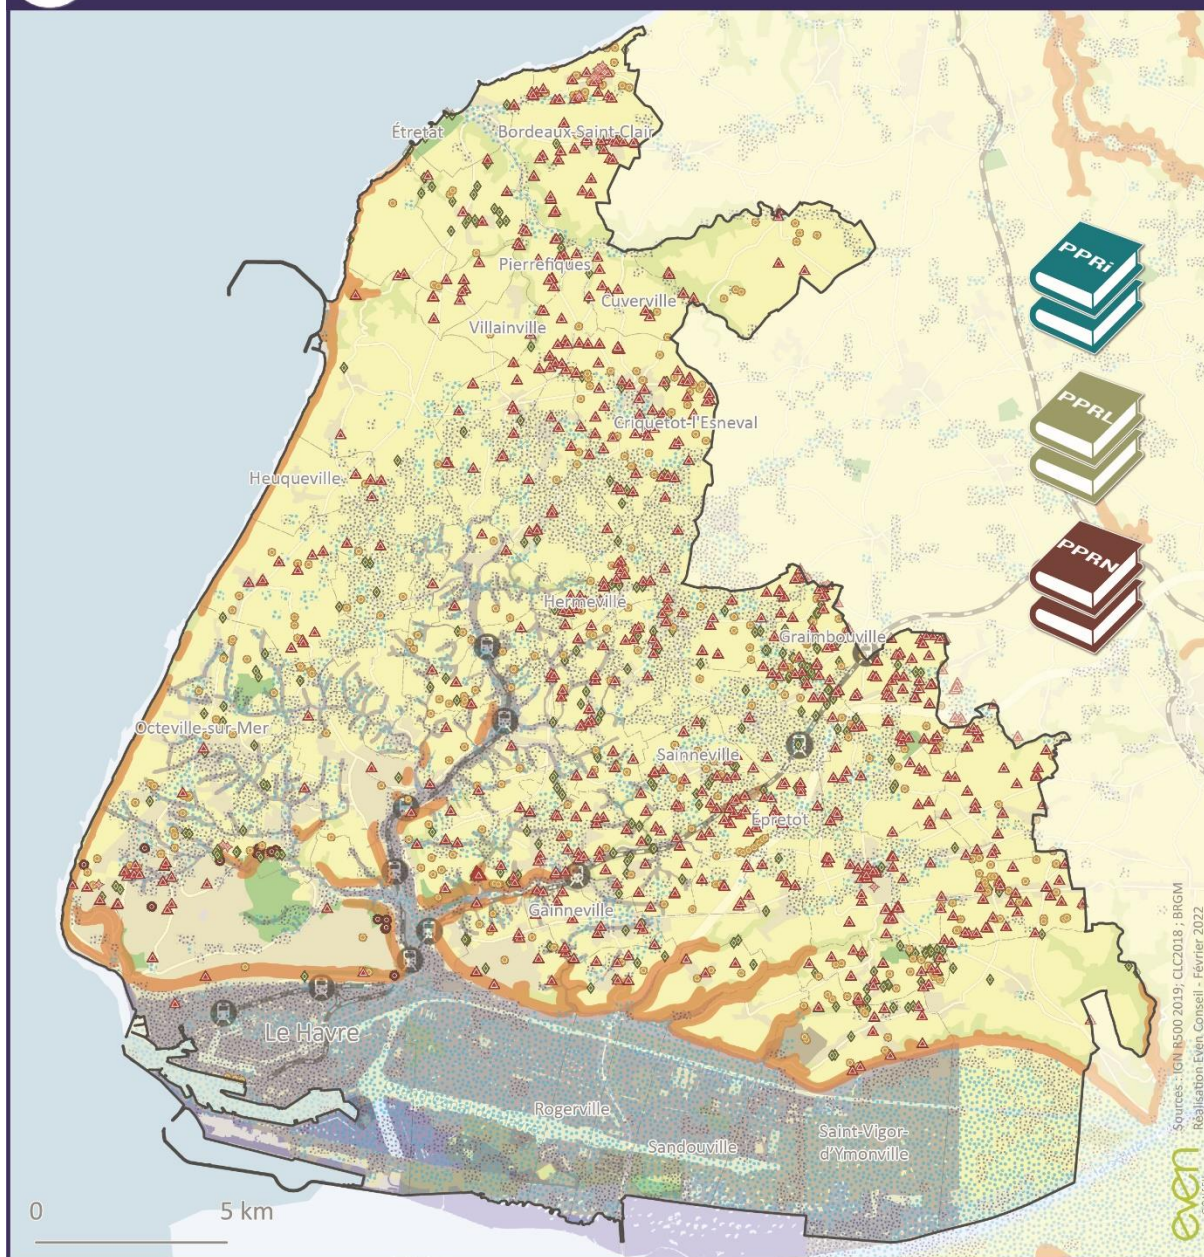 Étretat
Bordeaux-Saint-Clair
PPRi
Pierrefiques
Cuverville
Villainville
PPRL
Criquetot-l'Esneval
Heuqueville
PPRN
Hermeville
Graimbouville
Octeville-sur-Mer
Sainneville
Epretot
Gainneville
Le Havre
Rogerville
Sandouville
Saint-Vigor-
d'Ymonville
0
5 km
Sources : IGN R500 2019; CLC2018 ; BRGM
Réalisation Even Conseil - Février 2022
even